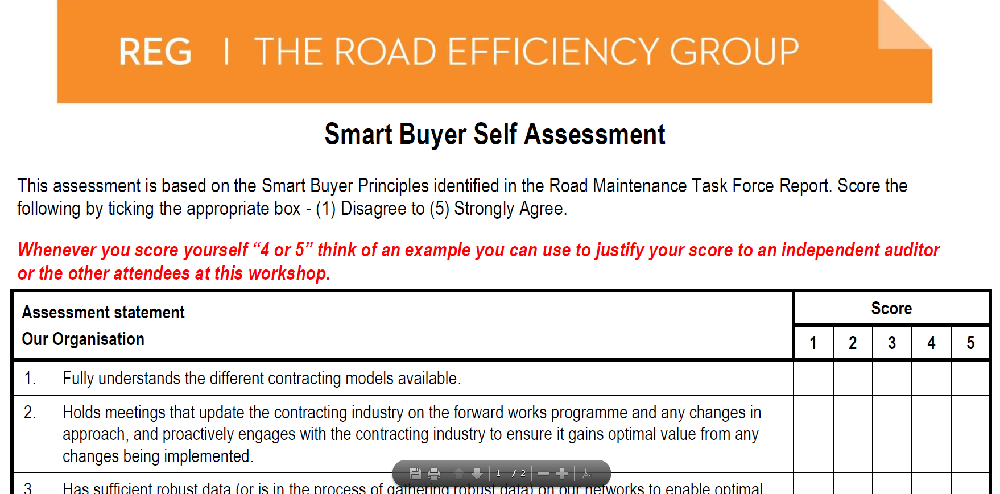 REG | THE ROAD EFFICIENCY GROUP
Smart Buyer Self Assessment
This assessment is based on the Smart Buyer Principles identified in the Road Maintenance Task Force Report. Score the
following by ticking the appropriate box - (1) Disagree to (5) Strongly Agree.
Whenever you score yourself “4 or 5” think of an example you can use to justify your score to an independent auditor
or the other attendees at this workshop.
Assessment statement
Our Organisation
Score
1 2 3 4 5
1. Fully understands the different contracting models available.
2. Holds meetings that update the contracting industry on the forward works programme and any changes in
approach, and proactively engages with the contracting industry to ensure it gains optimal value from any
changes being implemented.
1 / 2
3. Has sufficient robust data (or is in the process of gathering robust data) on our networks to enable optimal